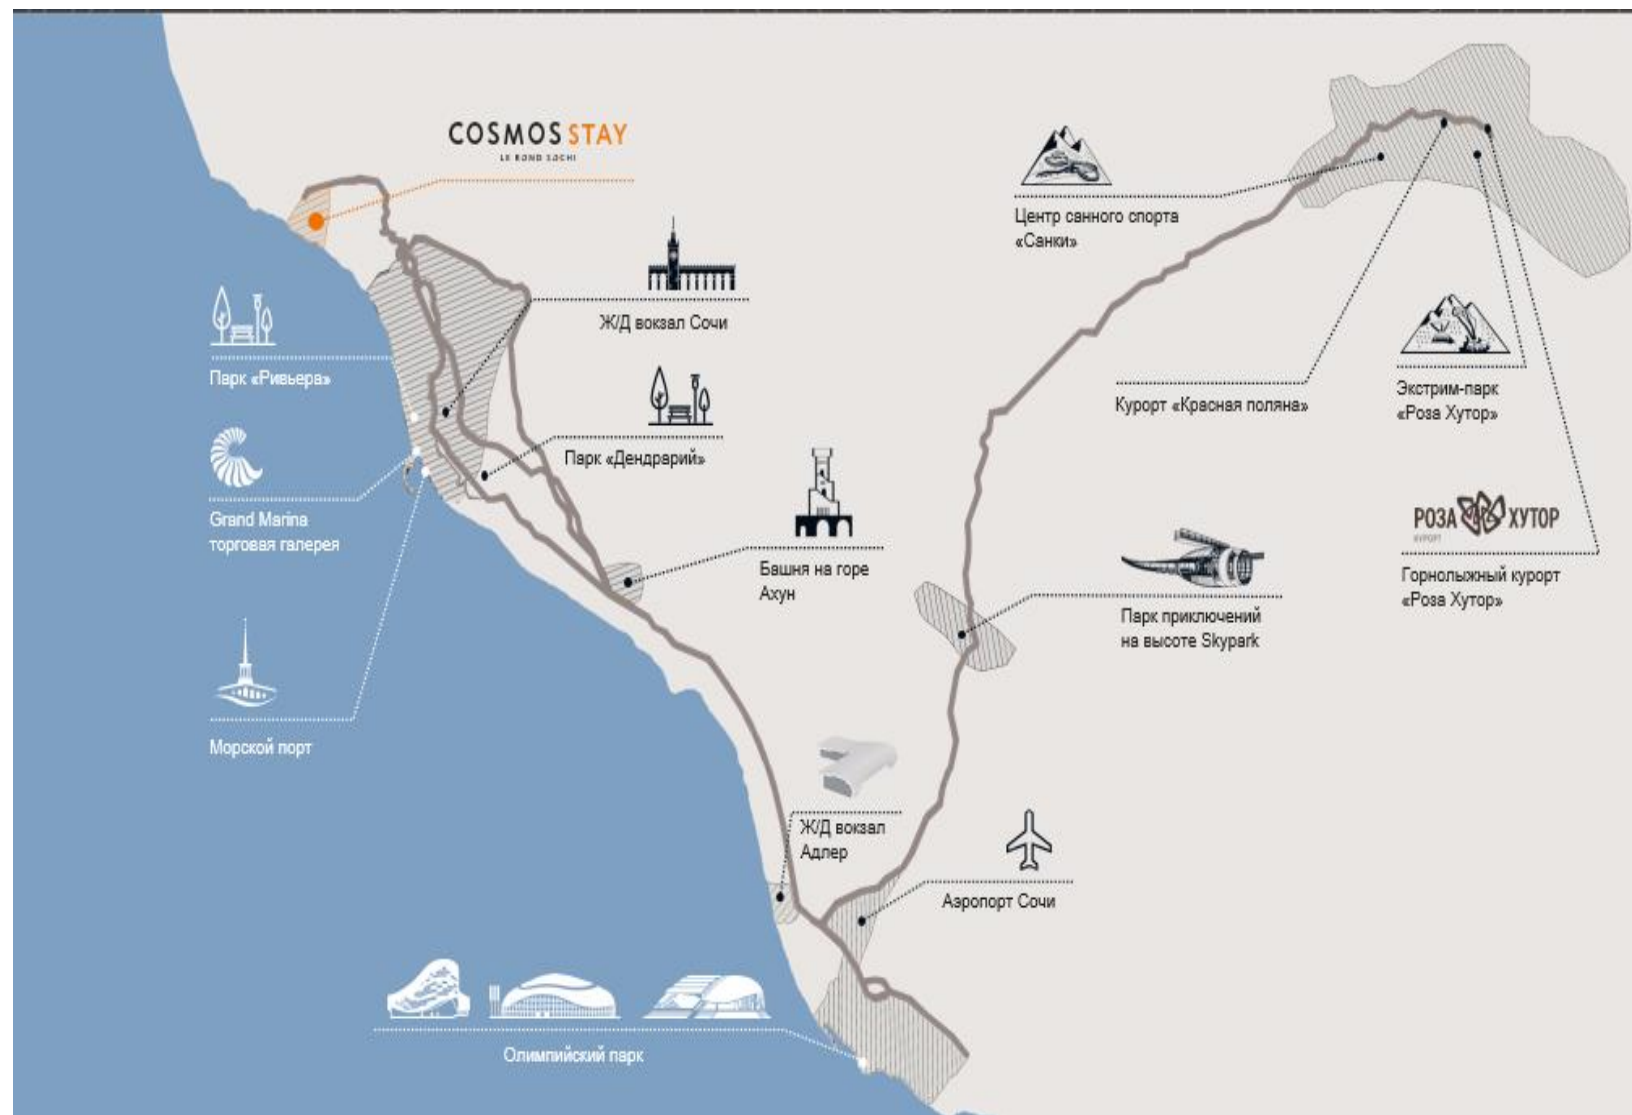 COSMOS STAY
LE ROND SOCHI
Центр санного спорта
«Санки»
Ж/Д вокзал Сочи
Парк «Ривьера»
Курорт «Красная поляна»
Экстрим-парк
«Роза Хутор»
Парк «Дендрарий»
Grand Marina
торговая галерея
РОЗА ХУТОР
КУРОРТ
Башня на горе
Ахун
Горнолыжный курорт
«Роза Хутор»
Парк приключений
на высоте Skypark
Морской порт
Ж/Д вокзал
Адлер
Аэропорт Сочи
Олимпийский парк